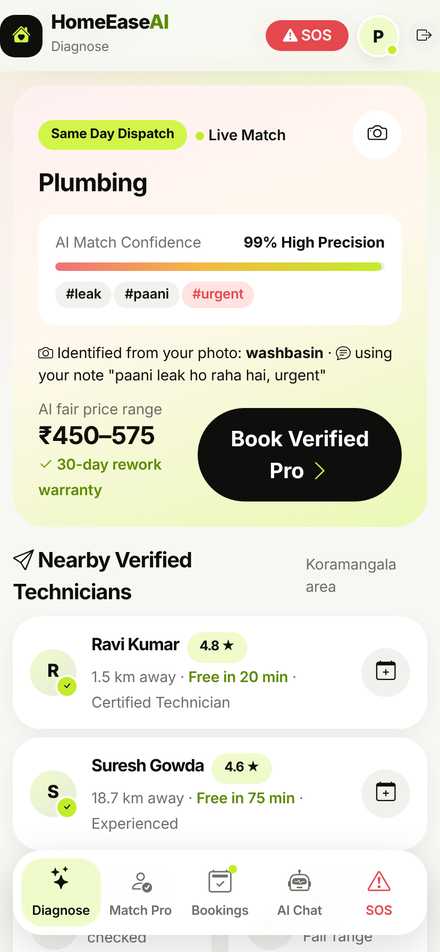 HomeEaseAI
Diagnose
SOS
P
Same Day Dispatch
Live Match
Plumbing
AI Match Confidence
99% High Precision
#leak
#paani
#urgent
Identified from your photo: washbasin · using
your note "paani leak ho raha hai, urgent"
AI fair price range
₹450–575
✓ 30-day rework
warranty
Book Verified
Pro >
Nearby Verified
Technicians
Koramangala
area
R
Ravi Kumar
4.8 ★
1.5 km away · Free in 20 min ·
Certified Technician
S
Suresh Gowda
4.6 ★
18.7 km away · Free in 75 min ·
Experienced
Diagnose
Match Pro
Bookings
AI Chat
SOS
checked
Fair range